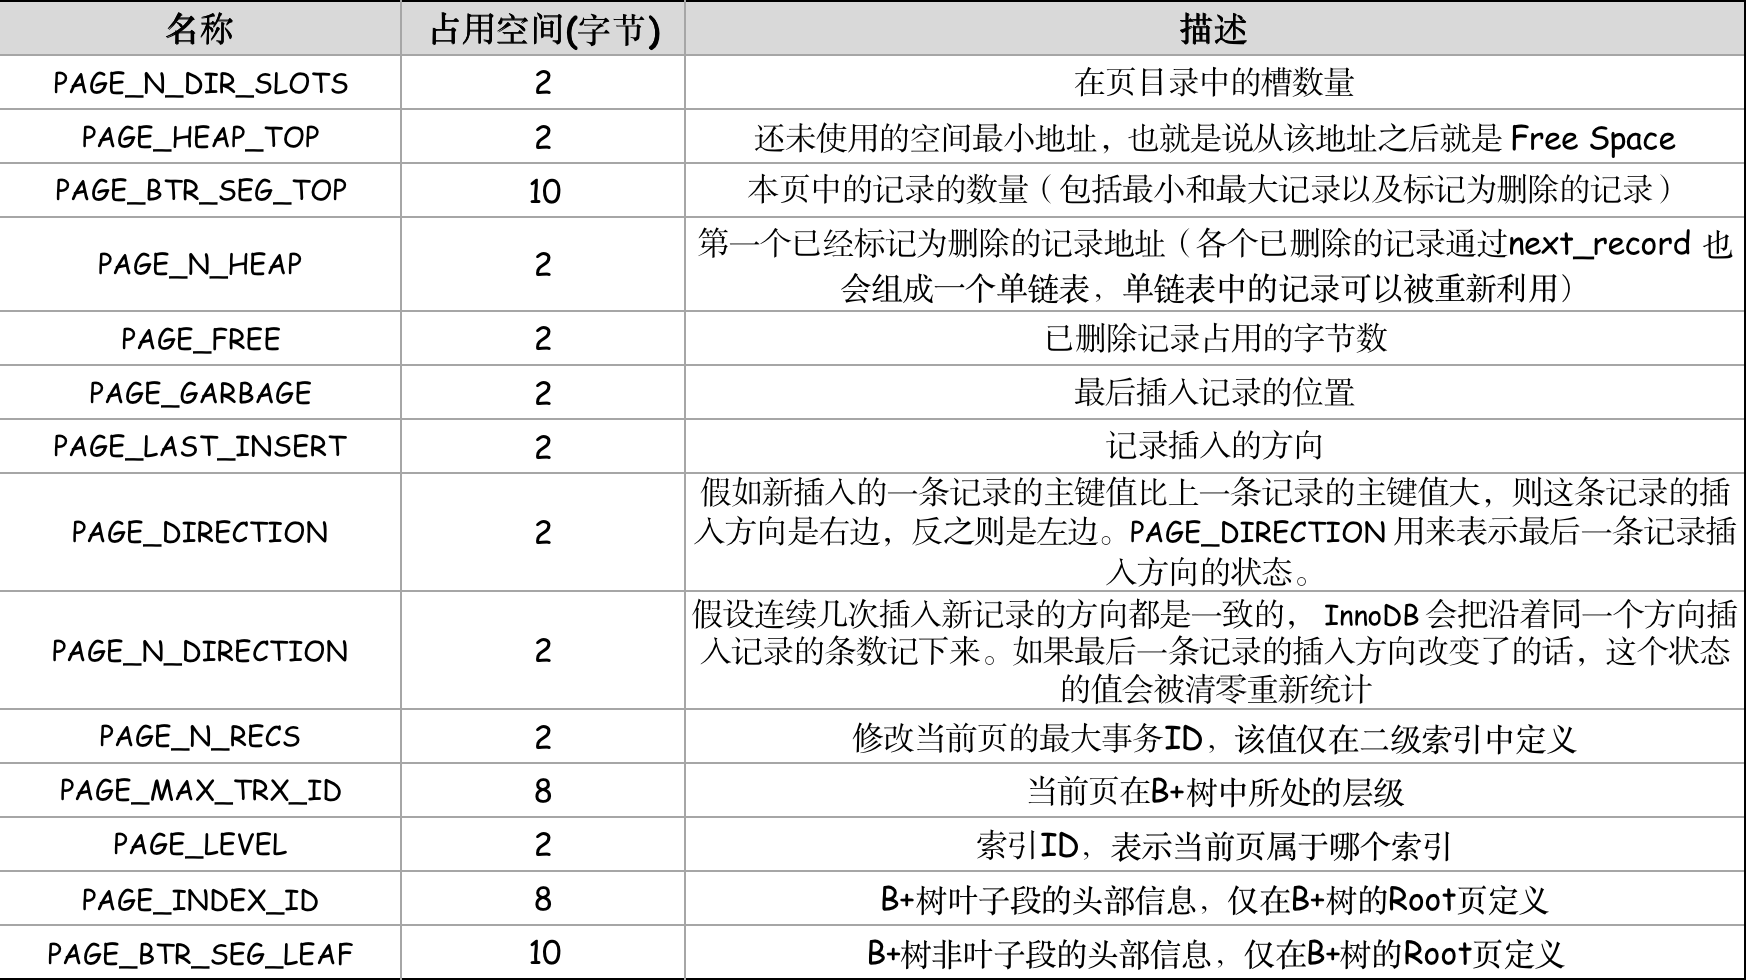 名称 占用空间(字节) 描述
PAGE_N_DIR_SLOTS 2 在页目录中的槽数量
PAGE_HEAP_TOP 2 还未使用的空间最小地址，也就是说从该地址之后就是 Free Space
PAGE_BTR_SEG_TOP 10 本页中的记录的数量（包括最小和最大记录以及标记为删除的记录）
PAGE_N_HEAP 2 第一个已经标记为删除的记录地址（各个已删除的记录通过next_record 也
会组成一个单链表，单链表中的记录可以被重新利用）
PAGE_FREE 2 已删除记录占用的字节数
PAGE_GARBAGE 2 最后插入记录的位置
PAGE_LAST_INSERT 2 记录插入的方向
PAGE_DIRECTION 2 假如新插入的一条记录的主键值比上一条记录的主键值大，则这条记录的插
入方向是右边，反之则是左边。PAGE_DIRECTION 用来表示最后一条记录插
入方向的状态。
PAGE_N_DIRECTION 2 假设连续几次插入新记录的方向都是一致的， InnoDB 会把沿着同一个方向插
入记录的条数记下来。如果最后一条记录的插入方向改变了的话，这个状态
的值会被清零重新统计
PAGE_N_RECS 2 修改当前页的最大事务ID，该值仅在二级索引中定义
PAGE_MAX_TRX_ID 8 当前页在B+树中所处的层级
PAGE_LEVEL 2 索引ID，表示当前页属于哪个索引
PAGE_INDEX_ID 8 B+树叶子段的头部信息，仅在B+树的Root页定义
PAGE_BTR_SEG_LEAF 10 B+树非叶子段的头部信息，仅在B+树的Root页定义